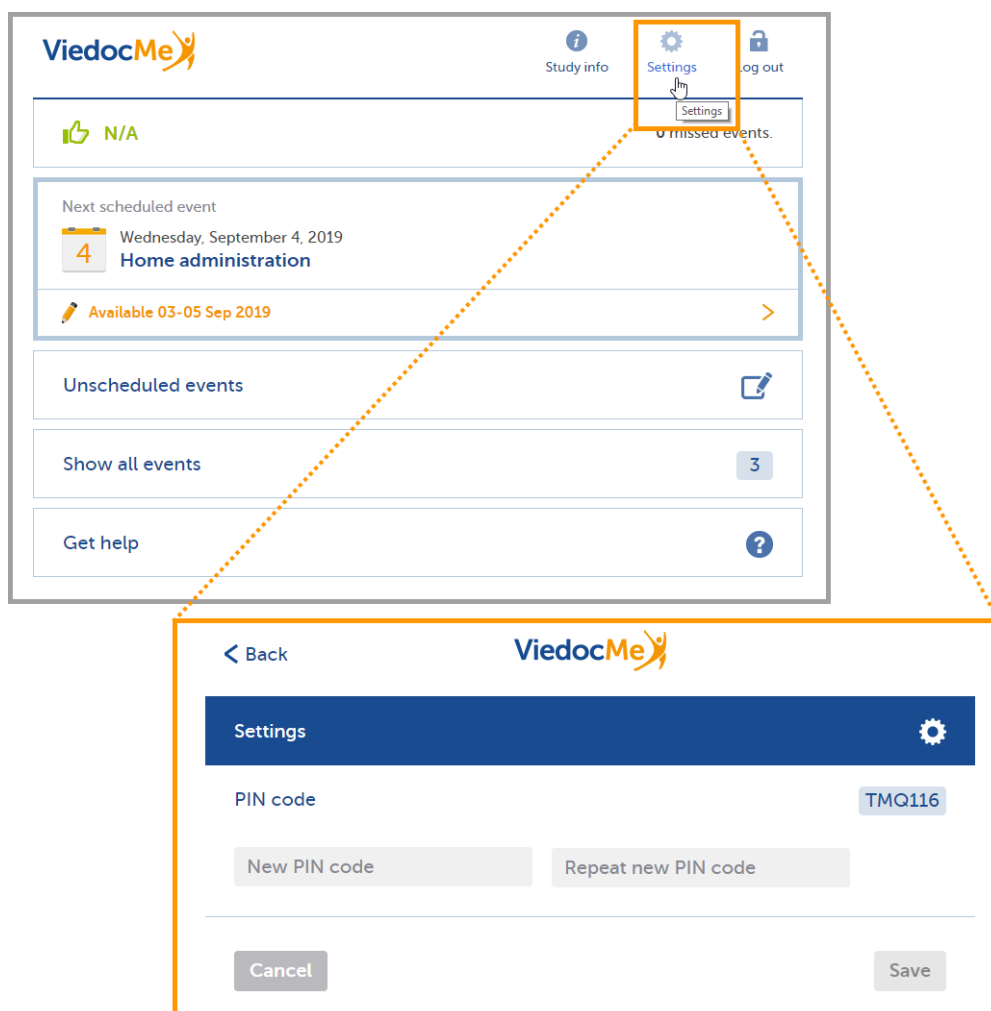 ViedocMe
Study info
Settings
Log out
Settings
N/A
0 missed events.
Next scheduled event
4
Wednesday, September 4, 2019
Home administration
Available 03-05 Sep 2019
Unscheduled events
Show all events
3
Get help
?
Back
ViedocMe
Settings
PIN code
TMQ116
New PIN code
Repeat new PIN code
Cancel
Save